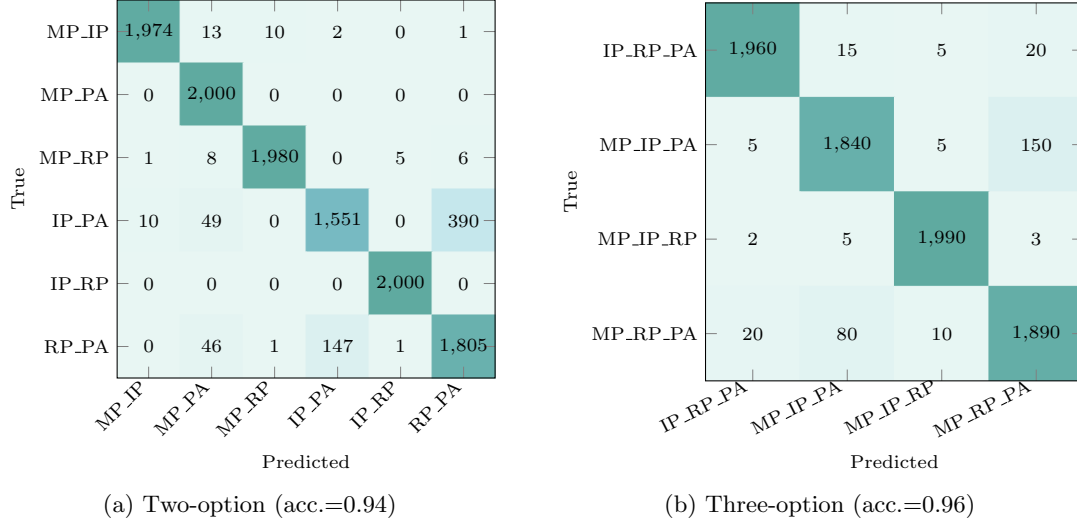 True
MP_IP 1,974 13 10 2 0 1
MP_PA 0 2,000 0 0 0 0
MP_RP 1 8 1,980 0 5 6
IP_PA 10 49 0 1,551 0 390
IP_RP 0 0 0 0 2,000 0
RP_PA 0 46 1 147 1 1,805
MP_IP MP_PA MP_RP IP_PA IP_RP RP_PA
Predicted
(a) Two-option (acc.=0.94)
True
IP_RP_PA 1,960 15 5 20
MP_IP_PA 5 1,840 5 150
MP_IP_RP 2 5 1,990 3
MP_RP_PA 20 80 10 1,890
IP_RP_PA MP_IP_PA MP_IP_RP MP_RP_PA
Predicted
(b) Three-option (acc.=0.96)